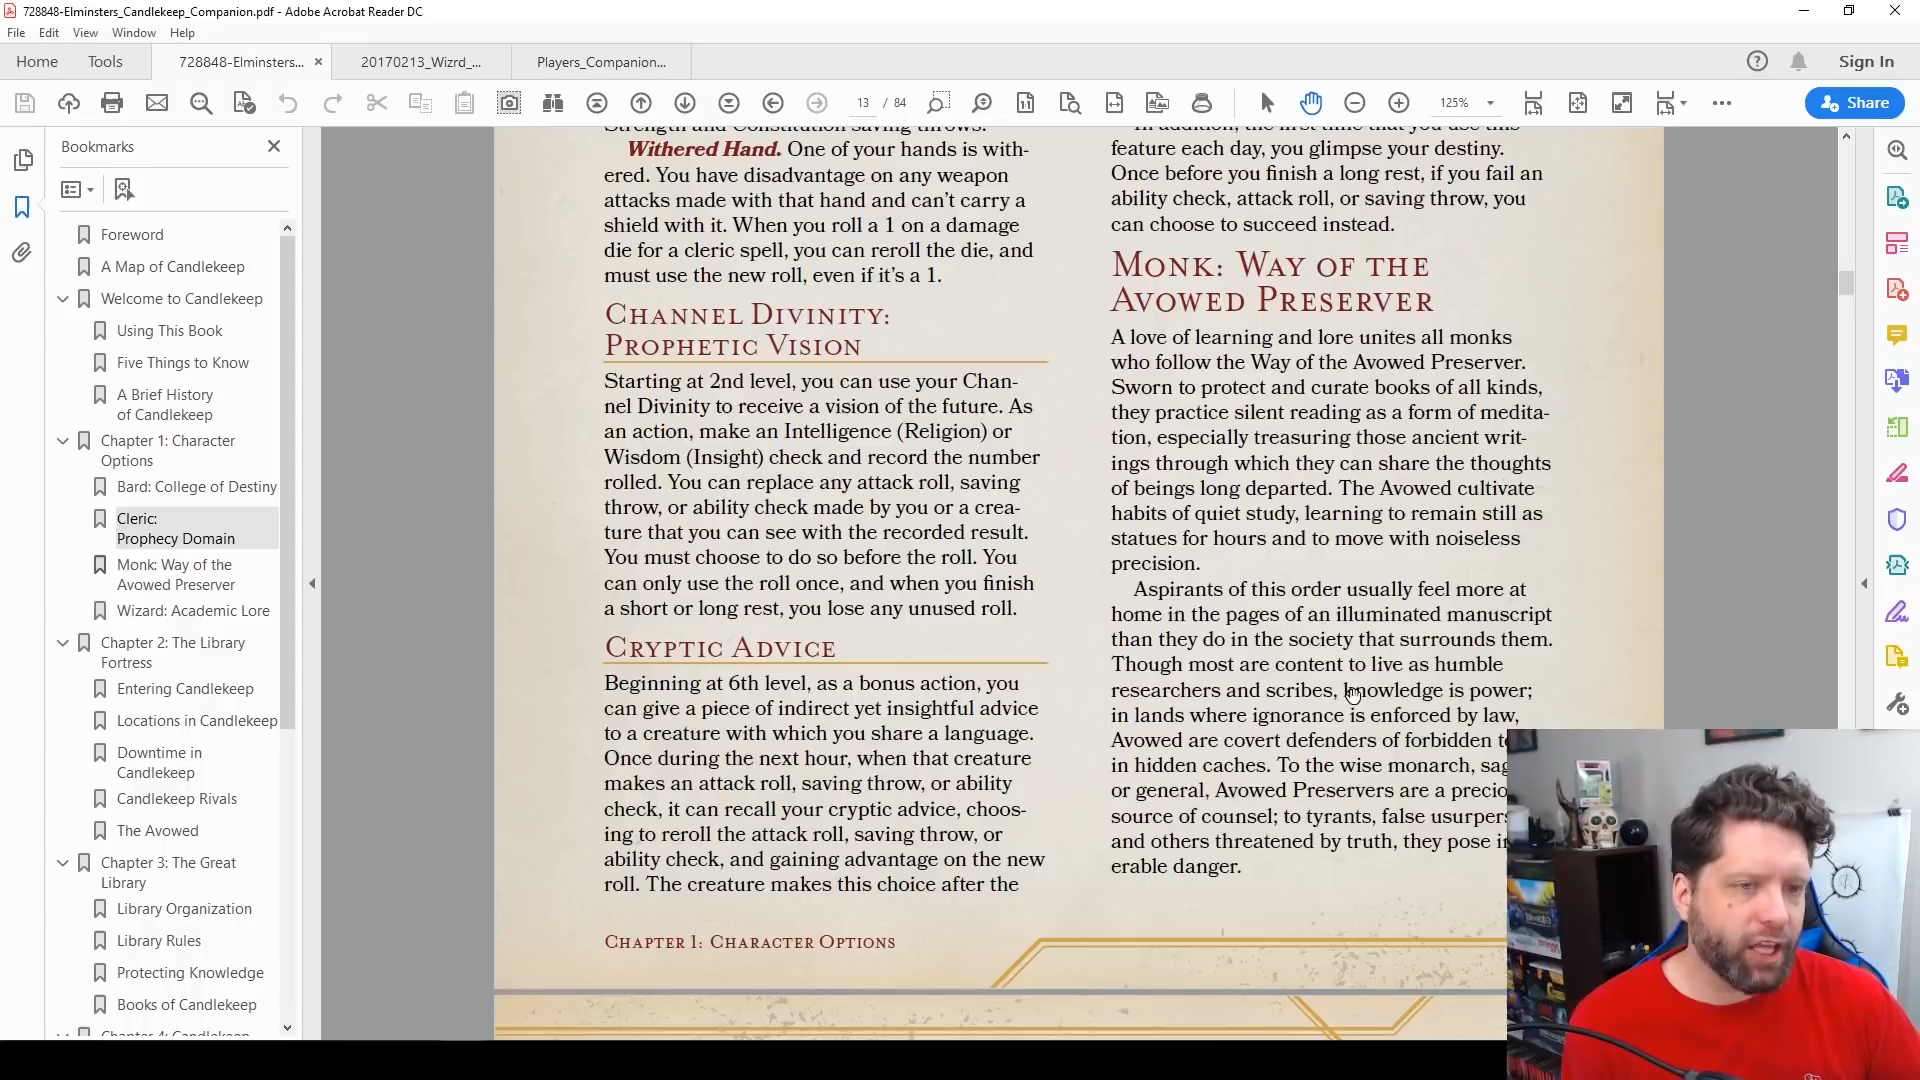 728848-Elminsters_Candlekeep_Companion.pdf - Adobe Acrobat Reader DC
File Edit View Window Help
Home Tools 728848-Elminsters... 20170213_Wizrd_... Players_Companion... Sign In
13 / 84 125% Share
Bookmarks
Foreword
A Map of Candlekeep
Welcome to Candlekeep
Using This Book
Five Things to Know
A Brief History
of Candlekeep
Chapter 1: Character
Options
Bard: College of Destiny
Cleric:
Prophecy Domain
Monk: Way of the
Avowed Preserver
Wizard: Academic Lore
Chapter 2: The Library
Fortress
Entering Candlekeep
Locations in Candlekeep
Downtime in
Candlekeep
Candlekeep Rivals
The Avowed
Chapter 3: The Great
Library
Library Organization
Library Rules
Protecting Knowledge
Books of Candlekeep
Strength and Constitution saving throws.
Withered Hand. One of your hands is with-
ered. You have disadvantage on any weapon
attacks made with that hand and can't carry a
shield with it. When you roll a 1 on a damage
die for a cleric spell, you can reroll the die, and
must use the new roll, even if it's a 1.
Channel Divinity:
Prophetic Vision
Starting at 2nd level, you can use your Chan-
nel Divinity to receive a vision of the future. As
an action, make an Intelligence (Religion) or
Wisdom (Insight) check and record the number
rolled. You can replace any attack roll, saving
throw, or ability check made by you or a crea-
ture that you can see with the recorded result.
You must choose to do so before the roll. You
can only use the roll once, and when you finish
a short or long rest, you lose any unused roll.
Cryptic Advice
Beginning at 6th level, as a bonus action, you
can give a piece of indirect yet insightful advice
to a creature with which you share a language.
Once during the next hour, when that creature
makes an attack roll, saving throw, or ability
check, it can recall your cryptic advice, choos-
ing to reroll the attack roll, saving throw, or
ability check, and gaining advantage on the new
roll. The creature makes this choice after the
Chapter 1: Character Options
In addition, the first time that you use this
feature each day, you glimpse your destiny.
Once before you finish a long rest, if you fail an
ability check, attack roll, or saving throw, you
can choose to succeed instead.
Monk: Way of the
Avowed Preserver
A love of learning and lore unites all monks
who follow the Way of the Avowed Preserver.
Sworn to protect and curate books of all kinds,
they practice silent reading as a form of medita-
tion, especially treasuring those ancient writ-
ings through which they can share the thoughts
of beings long departed. The Avowed cultivate
habits of quiet study, learning to remain still as
statues for hours and to move with noiseless
precision.
Aspirants of this order usually feel more at
home in the pages of an illuminated manuscript
than they do in the society that surrounds them.
Though most are content to live as humble
researchers and scribes, knowledge is power;
in lands where ignorance is enforced by law,
Avowed are covert defenders of forbidden
in hidden caches. To the wise monarch,
or general, Avowed Preservers are a
source of counsel; to tyrants, false
and others threatened by truth, they pose
erable danger.